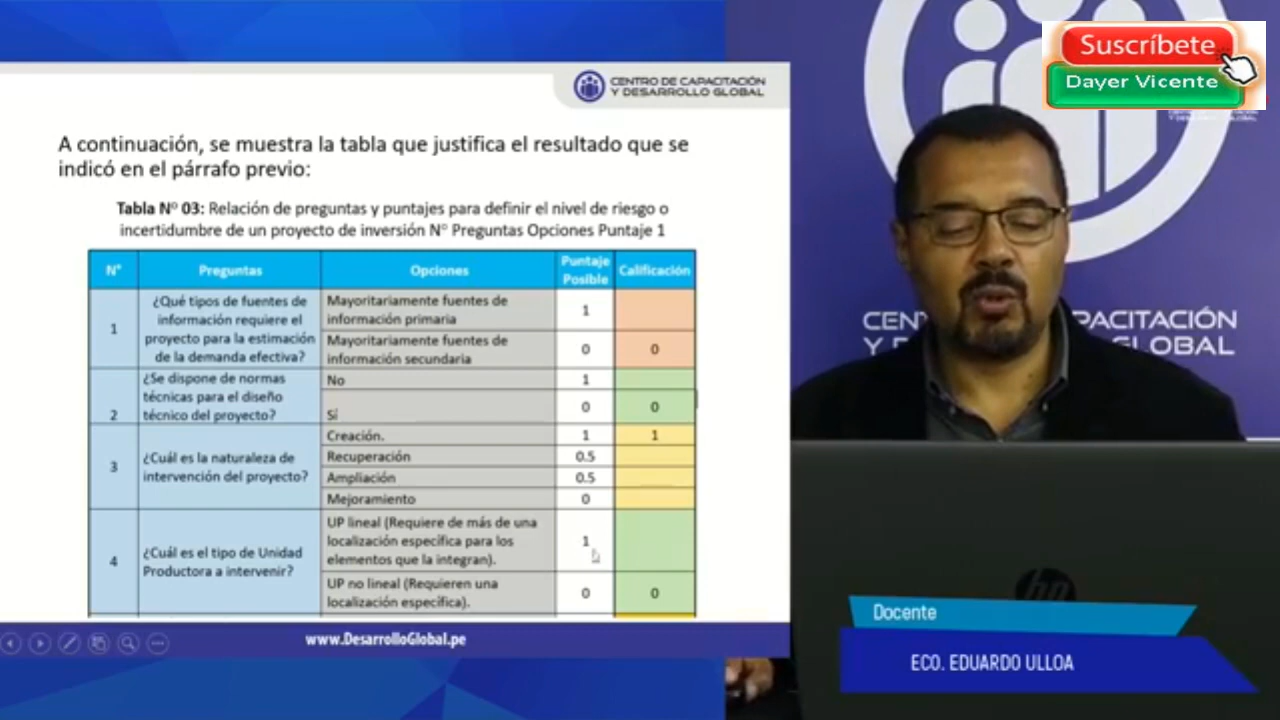 CENTRO DE CAPACITACIÓN
Y DESARROLLO GLOBAL
Suscríbete
Dayer Vicente
A continuación, se muestra la tabla que justifica el resultado que se
indicó en el párrafo previo:
Tabla N° 03: Relación de preguntas y puntajes para definir el nivel de riesgo o
incertidumbre de un proyecto de inversión N° Preguntas Opciones Puntaje 1
N° Preguntas Opciones Puntaje Posible Calificación
1 ¿Qué tipos de fuentes de
información requiere el
proyecto para la estimación
de la demanda efectiva?
Mayoritariamente fuentes de
información primaria 1
Mayoritariamente fuentes de
información secundaria 0 0
2 ¿Se dispone de normas
técnicas para el diseño
técnico del proyecto?
No 1
Sí 0 0
3 ¿Cuál es la naturaleza de
intervención del proyecto?
Creación. 1 1
Recuperación 0.5
Ampliación 0.5
Mejoramiento 0
4 ¿Cuál es el tipo de Unidad
Productora a intervenir?
UP lineal (Requiere de más de una
localización específica para los
elementos que la integran). 1
UP no lineal (Requieren una
localización específica). 0 0
www.DesarrolloGlobal.pe
CEN PACITACIÓN
Y D GLOBAL
hp
Docente
ECO. EDUARDO ULLOA